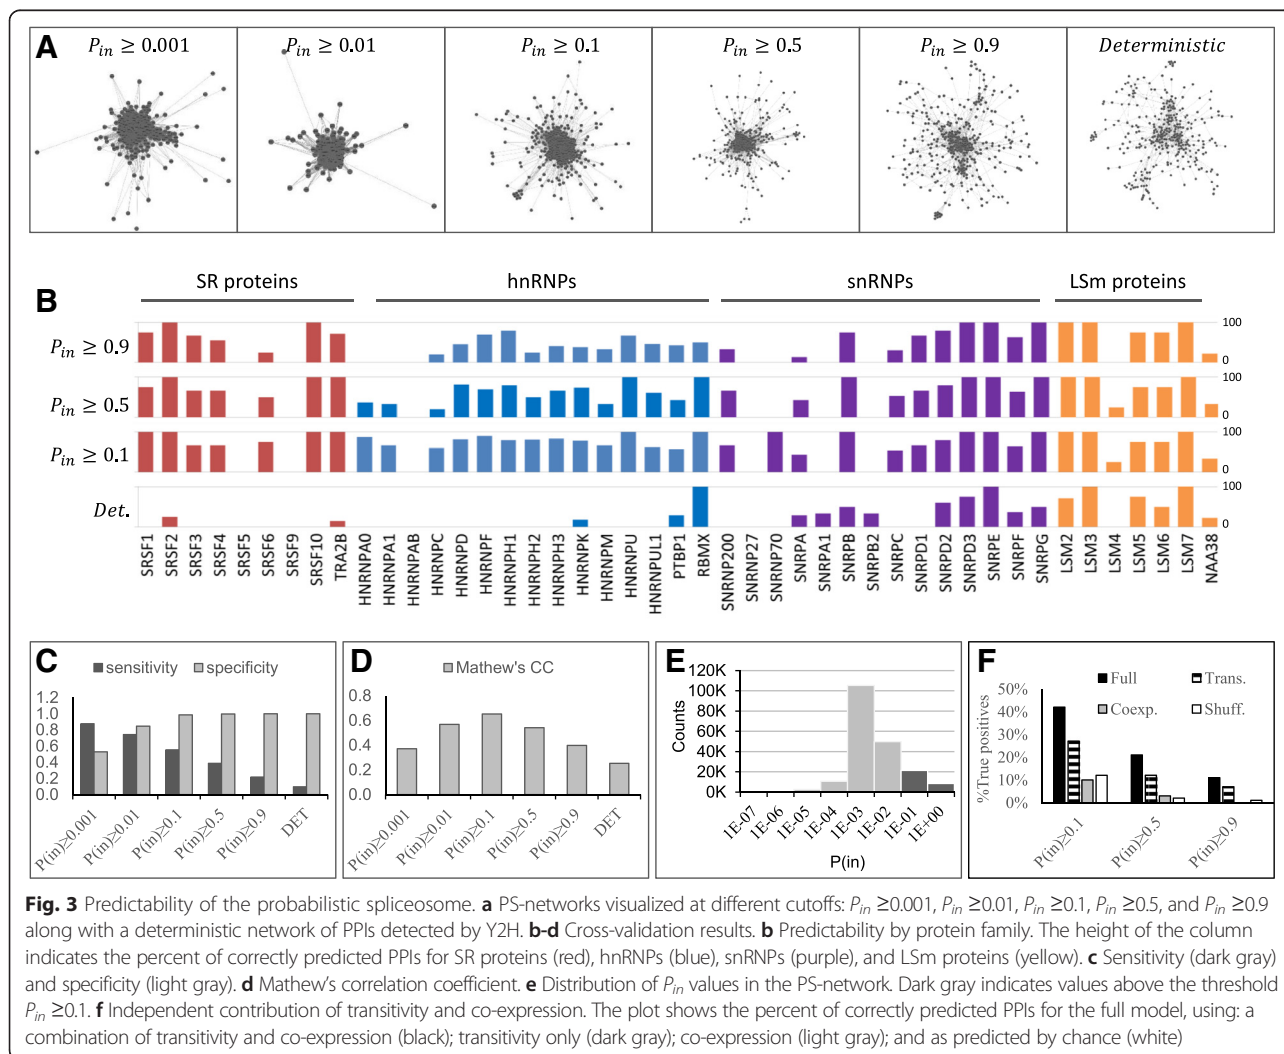 A
P_in ≥ 0.001
P_in ≥ 0.01
P_in ≥ 0.1
P_in ≥ 0.5
P_in ≥ 0.9
Deterministic
B
SR proteins
hnRNPs
snRNPs
LSm proteins
P_in ≥ 0.9
100
0
P_in ≥ 0.5
100
0
P_in ≥ 0.1
100
0
Det.
100
0
SRSF1
SRSF2
SRSF3
SRSF4
SRSF5
SRSF6
SRSF9
SRSF10
TRA2B
HNRNPA0
HNRNPA1
HNRNPAB
HNRNPC
HNRNPD
HNRNPF
HNRNPH1
HNRNPH2
HNRNPH3
HNRNPK
HNRNPM
HNRNPU
HNRNPUL1
PTBP1
RBMX
SNRNP200
SNRNP27
SNRNP70
SNRPA
SNRPA1
SNRPB
SNRPB2
SNRPC
SNRPD1
SNRPD2
SNRPD3
SNRPE
SNRPF
SNRPG
LSM2
LSM3
LSM4
LSM5
LSM6
LSM7
NAA38
C
sensitivity
specificity
1.2
1.0
0.8
0.6
0.4
0.2
0.0
P(in)≥0.001
P(in)≥0.01
P(in)≥0.1
P(in)≥0.5
P(in)≥0.9
DET
D
Mathew's CC
0.8
0.6
0.4
0.2
0.0
P(in)≥0.001
P(in)≥0.01
P(in)≥0.1
P(in)≥0.5
P(in)≥0.9
DET
E
Counts
120K
100K
80K
60K
40K
20K
0K
1E-07
1E-06
1E-05
1E-04
1E-03
1E-02
1E-01
1E+00
P(in)
F
Full
Trans.
Coexp.
Shuff.
%True positives
50%
40%
30%
20%
10%
0%
P(in)≥0.1
P(in)≥0.5
P(in)≥0.9
Fig. 3 Predictability of the probabilistic spliceosome. a PS-networks visualized at different cutoffs: P_in ≥0.001, P_in ≥0.01, P_in ≥0.1, P_in ≥0.5, and P_in ≥0.9
along with a deterministic network of PPIs detected by Y2H. b-d Cross-validation results. b Predictability by protein family. The height of the column
indicates the percent of correctly predicted PPIs for SR proteins (red), hnRNPs (blue), snRNPs (purple), and LSm proteins (yellow). c Sensitivity (dark gray)
and specificity (light gray). d Mathew's correlation coefficient. e Distribution of P_in values in the PS-network. Dark gray indicates values above the threshold
P_in ≥0.1. f Independent contribution of transitivity and co-expression. The plot shows the percent of correctly predicted PPIs for the full model, using: a
combination of transitivity and co-expression (black); transitivity only (dark gray); co-expression (light gray); and as predicted by chance (white)